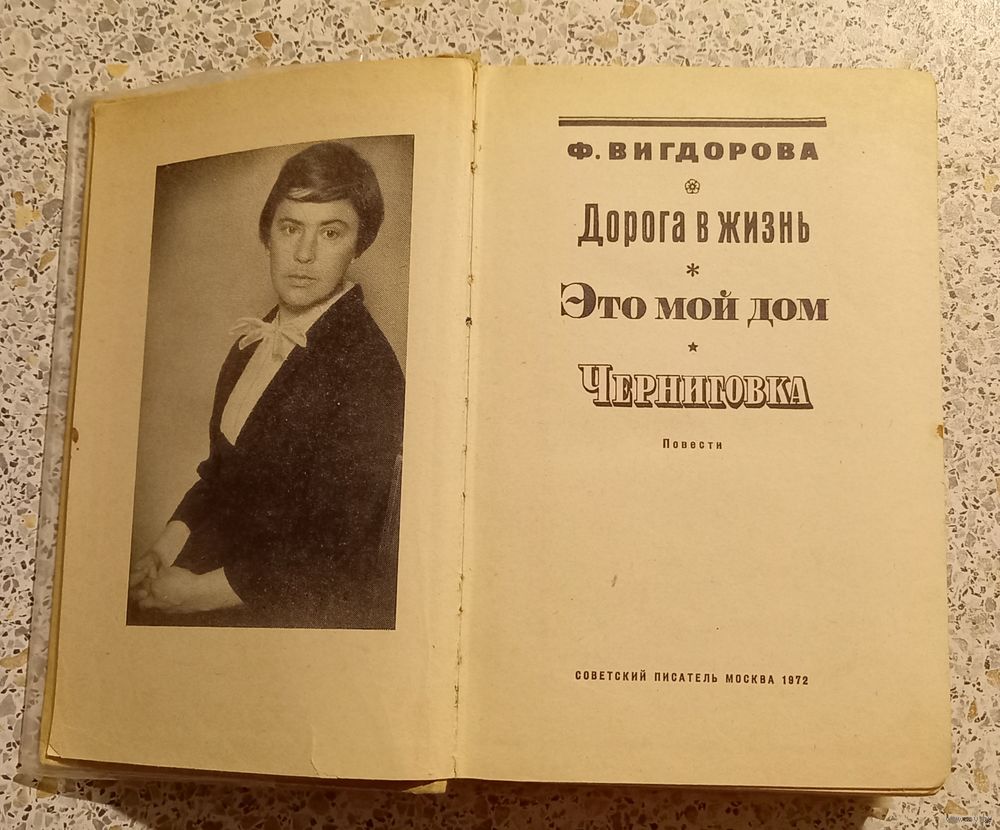 Ф. ВИГДОРОВА
Дорога в жизнь
Это мой дом
Черниговка
Повести
СОВЕТСКИЙ ПИСАТЕЛЬ МОСКВА 1972